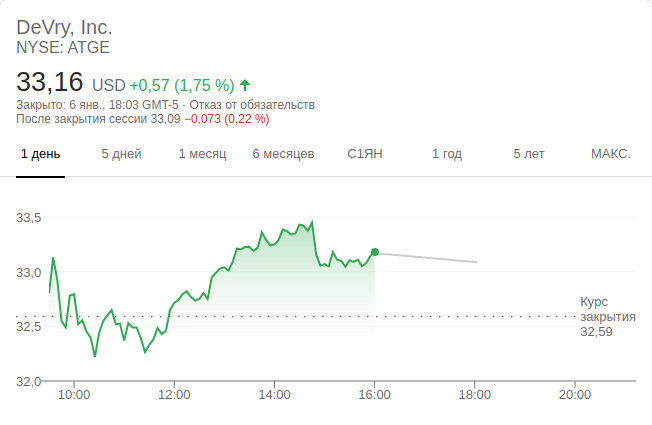 DeVry, Inc.
NYSE: ATGE
33,16 USD +0,57 (1,75 %)
Закрыто: 6 янв., 18:03 GMT-5 · Отказ от обязательств
После закрытия сессии 33,09 −0,073 (0,22 %)
1 день 5 дней 1 месяц 6 месяцев С1ЯН 1 год 5 лет МАКС.
33,5
33,0
Курс
закрытия
32,59
32,5
32,0
10:00 12:00 14:00 16:00 18:00 20:00